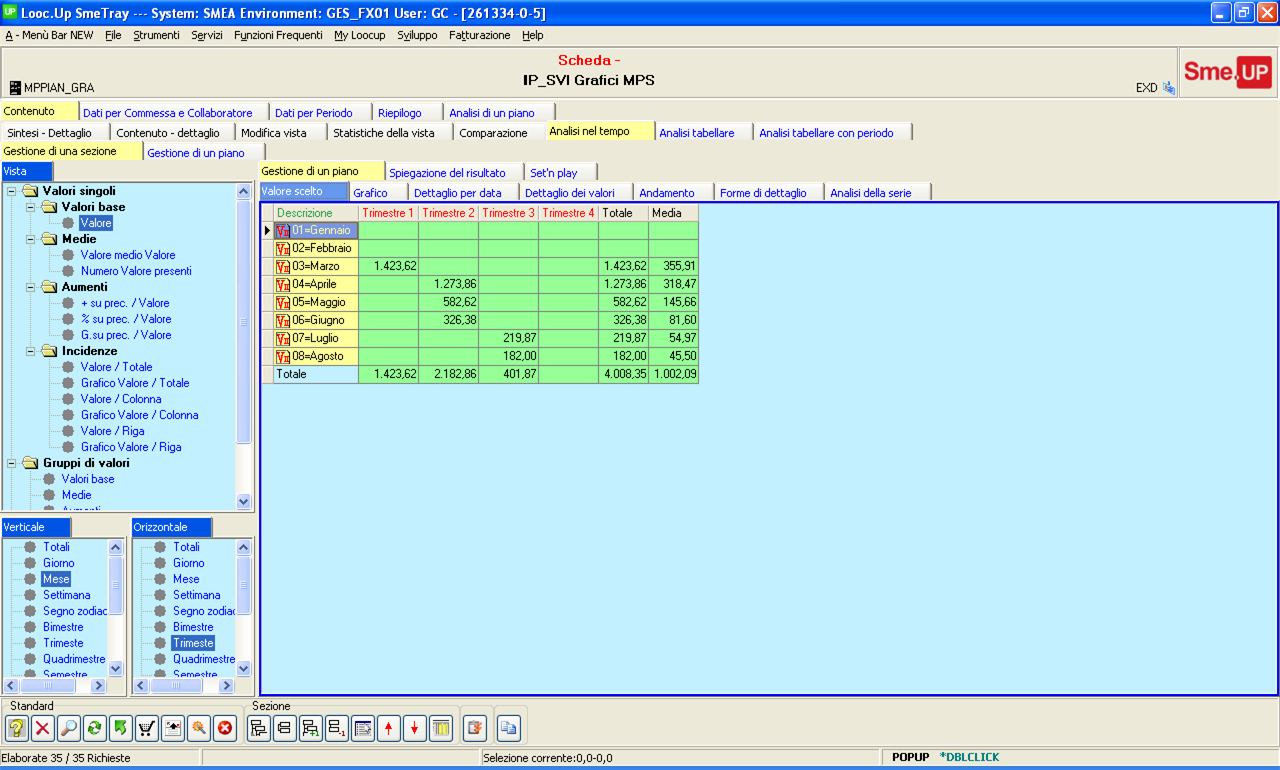 UP Looc.Up SmeTray --- System: SMEA Environment: GES_FX01 User: GC - [261334-0-5]
A - Menù Bar NEW File Strumenti Servizi Funzioni Frequenti My Loocup Sviluppo Fatturazione Help
Scheda -
IP_SVI Grafici MPS
MPPIAN_GRA
EXD
Sme.UP
Contenuto Dati per Commessa e Collaboratore Dati per Periodo Riepilogo Analisi di un piano
Sintesi - Dettaglio Contenuto - dettaglio Modifica vista Statistiche della vista Comparazione Analisi nel tempo Analisi tabellare Analisi tabellare con periodo
Gestione di una sezione Gestione di un piano
Vista
Valori singoli
Valori base
Valore
Medie
Valore medio Valore
Numero Valore presenti
Aumenti
+ su prec. / Valore
% su prec. / Valore
G.su prec. / Valore
Incidenze
Valore / Totale
Grafico Valore / Totale
Valore / Colonna
Grafico Valore / Colonna
Valore / Riga
Grafico Valore / Riga
Gruppi di valori
Valori base
Medie
Aumenti
Verticale
Totali
Giorno
Mese
Settimana
Segno zodiac
Bimestre
Trimeste
Quadrimestre
Semestre
Orizzontale
Totali
Giorno
Mese
Settimana
Segno zodiac
Bimestre
Trimeste
Quadrimestre
Semestre
Gestione di un piano Spiegazione del risultato Set'n play
Valore scelto Grafico Dettaglio per data Dettaglio dei valori Andamento Forme di dettaglio Analisi della serie
Descrizione Trimestre 1 Trimestre 2 Trimestre 3 Trimestre 4 Totale Media
01=Gennaio
02=Febbraio
03=Marzo 1.423,62 1.423,62 355,91
04=Aprile 1.273,86 1.273,86 318,47
05=Maggio 582,62 582,62 145,66
06=Giugno 326,38 326,38 81,60
07=Luglio 219,87 219,87 54,97
08=Agosto 182,00 182,00 45,50
Totale 1.423,62 2.182,86 401,87 4.008,35 1.002,09
Standard
Sezione
Elaborate 35 / 35 Richieste
Selezione corrente:0,0-0,0
POPUP *DBLCLICK